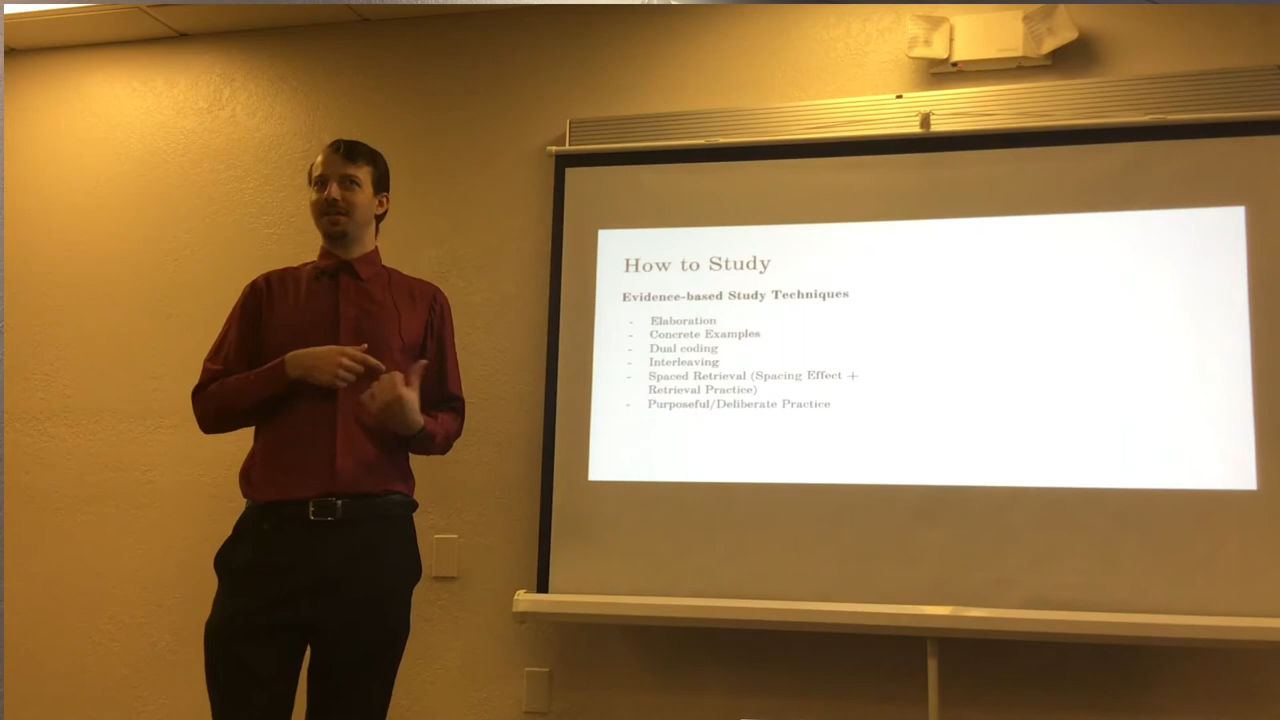 How to Study
Evidence-based Study Techniques
- Elaboration
- Concrete Examples
- Dual coding
- Interleaving
- Spaced Retrieval (Spacing Effect +
Retrieval Practice)
- Purposeful/Deliberate Practice